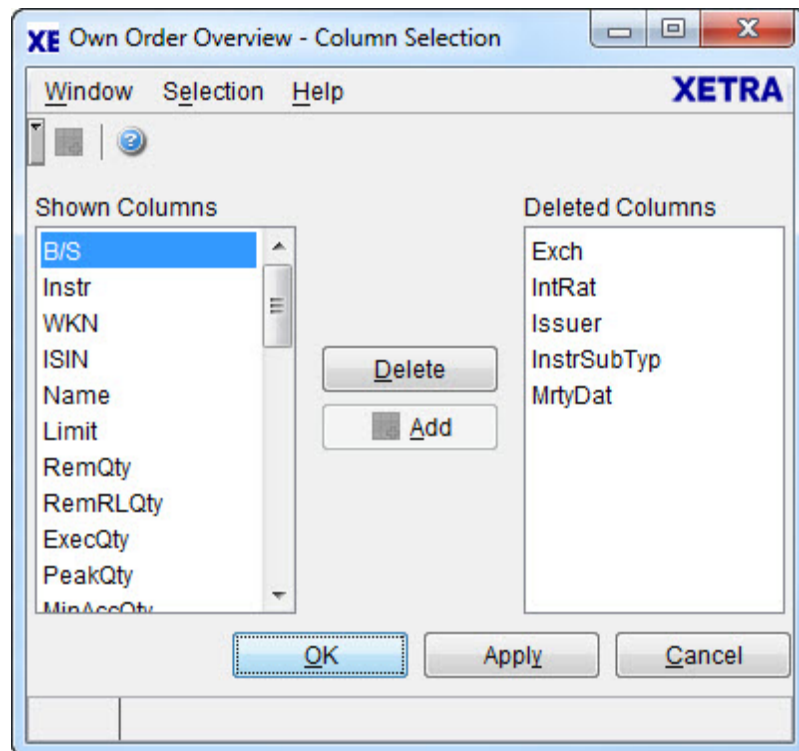 XE Own Order Overview - Column Selection
Window Selection Help XETRA
Shown Columns
B/S
Instr
WKN
ISIN
Name
Limit
RemQty
RemRLQty
ExecQty
PeakQty
MinAccQty
Delete
Add
Deleted Columns
Exch
IntRat
Issuer
InstrSubTyp
MrtyDat
OK Apply Cancel